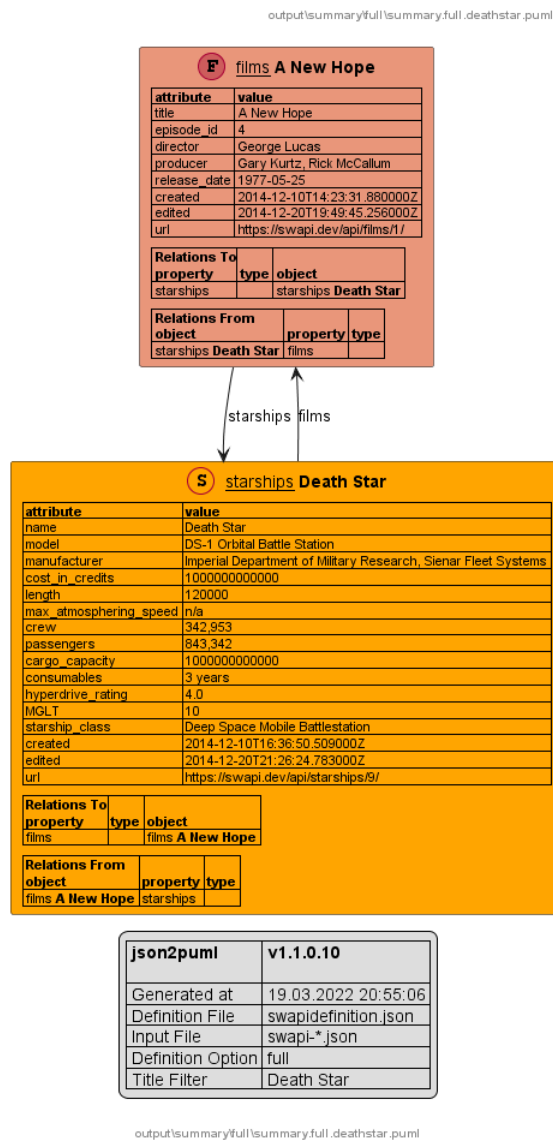 output\summary\full\summary.full.deathstar.puml
F films A New Hope
attribute value
title A New Hope
episode_id 4
director George Lucas
producer Gary Kurtz, Rick McCallum
release_date 1977-05-25
created 2014-12-10T14:23:31.880000Z
edited 2014-12-20T19:49:45.256000Z
url https://swapi.dev/api/films/1/
Relations To
property type object
starships starships Death Star
Relations From
object property type
starships Death Star films
starships films
S starships Death Star
attribute value
name Death Star
model DS-1 Orbital Battle Station
manufacturer Imperial Department of Military Research, Sienar Fleet Systems
cost_in_credits 1000000000000
length 120000
max_atmosphering_speed n/a
crew 342,953
passengers 843,342
cargo_capacity 1000000000000
consumables 3 years
hyperdrive_rating 4.0
MGLT 10
starship_class Deep Space Mobile Battlestation
created 2014-12-10T16:36:50.509000Z
edited 2014-12-20T21:26:24.783000Z
url https://swapi.dev/api/starships/9/
Relations To
property type object
films films A New Hope
Relations From
object property type
films A New Hope starships
json2puml v1.1.0.10
Generated at 19.03.2022 20:55:06
Definition File swapidefinition.json
Input File swapi-*.json
Definition Option full
Title Filter Death Star
output\summary\full\summary.full.deathstar.puml